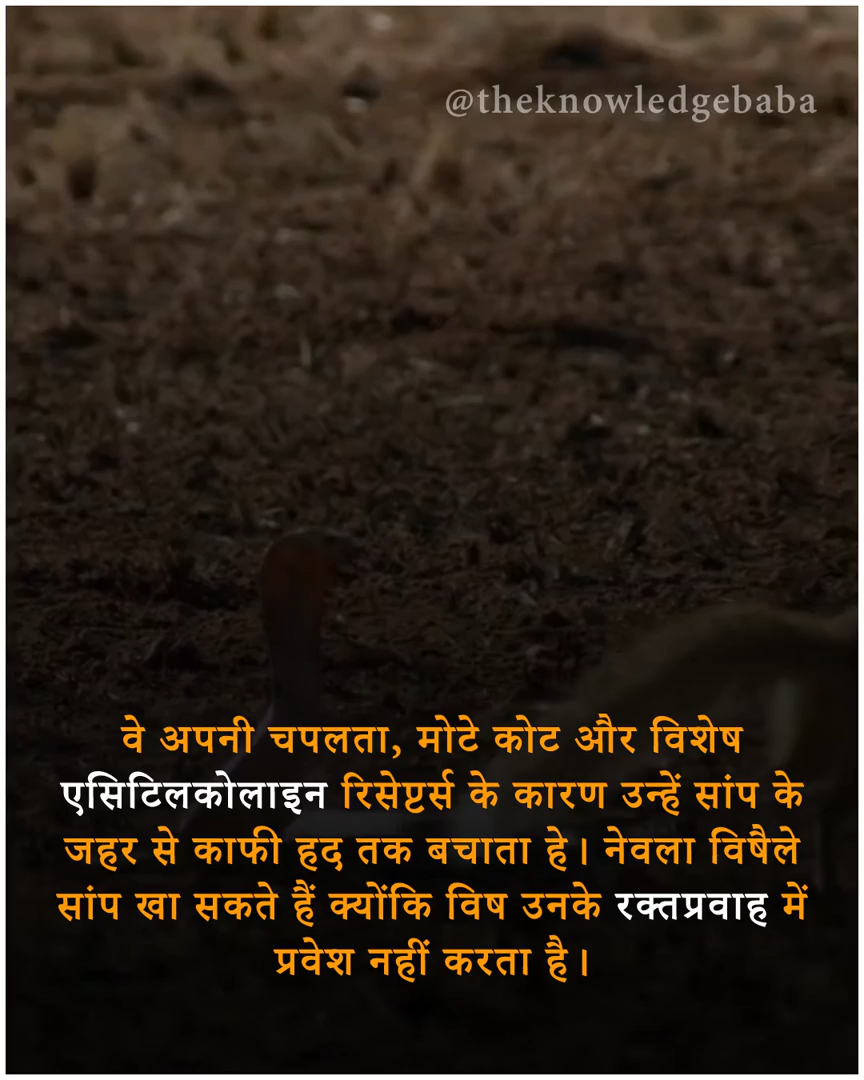 @theknowledgebaba
वे अपनी चपलता, मोटे कोट और विशेष
एसिटिलकोलाइन रिसेप्टर्स के कारण उन्हें सांप के
जहर से काफी हद तक बचाता हे। नेवला विषैले
सांप खा सकते हैं क्योंकि विष उनके रक्तप्रवाह में
प्रवेश नहीं करता है।